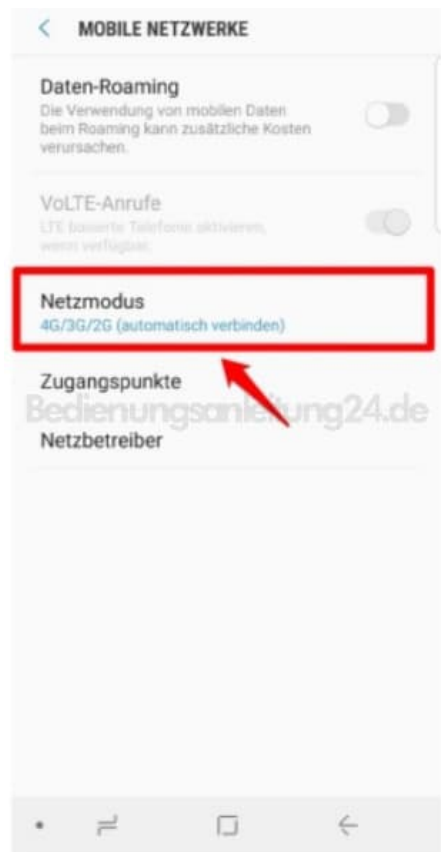 MOBILE NETZWERKE
Daten-Roaming
Die Verwendung von mobilen Daten
beim Roaming kann zusätzliche Kosten
verursachen.
VoLTE-Anrufe
LTE basierte Telefonie aktivieren,
wenn verfügbar.
Netzmodus
4G/3G/2G (automatisch verbinden)
Zugangspunkte
Bedienungsanleitung24.de
Netzbetreiber